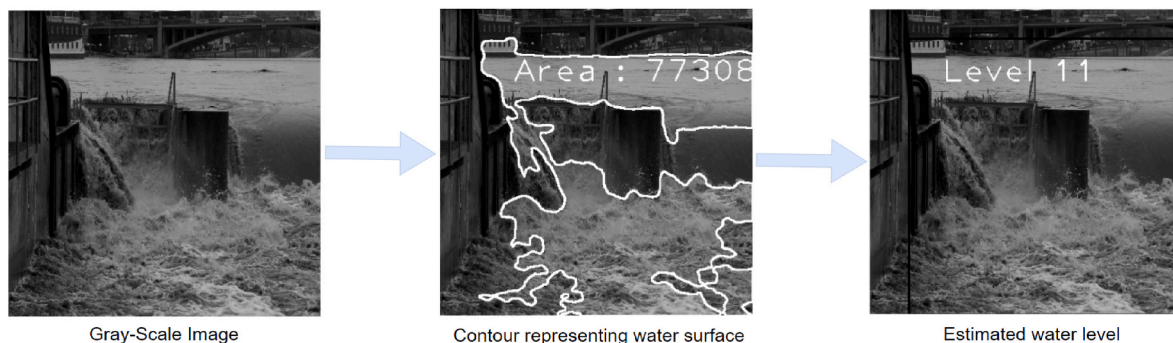 Area : 77308
Level 11
Gray-Scale Image
Contour representing water surface
Estimated water level